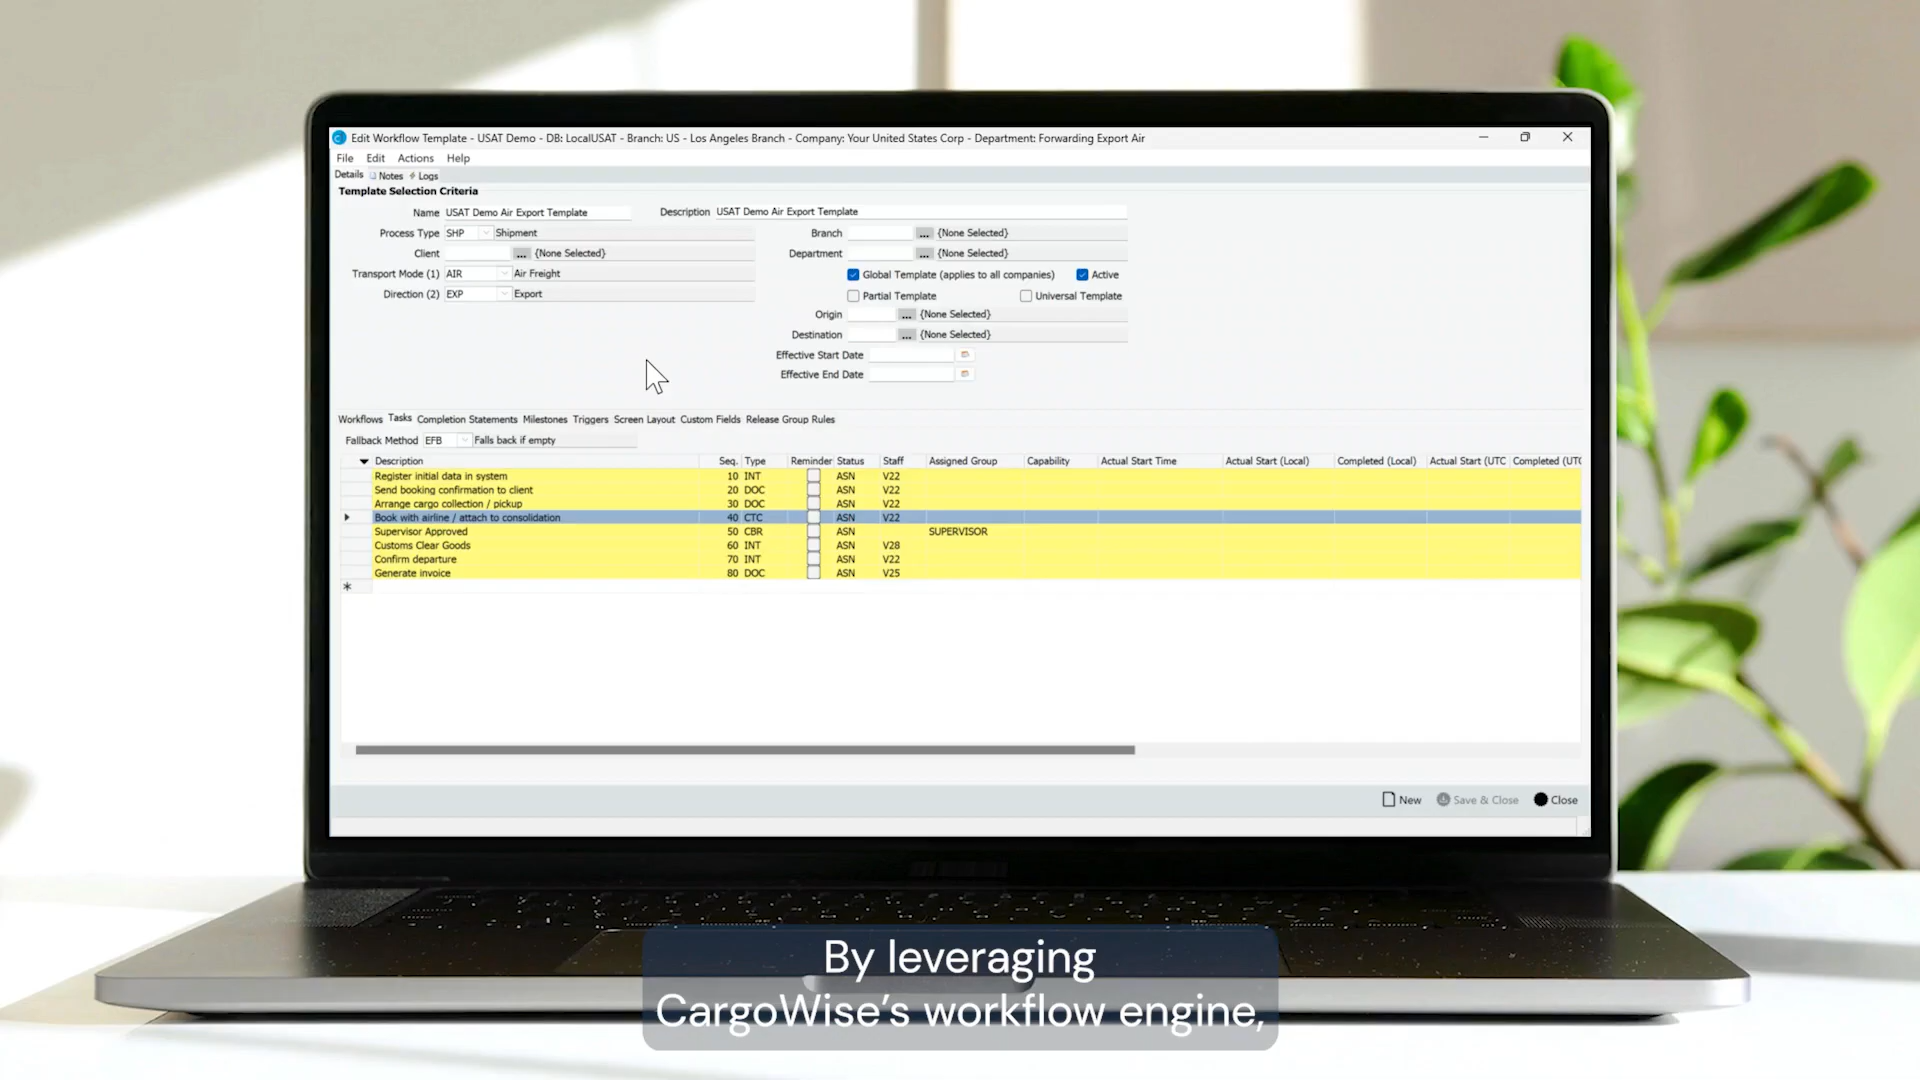 Edit Workflow Template - USAT Demo - DB: LocalUSAT - Branch: US - Los Angeles Branch - Company: Your United States Corp - Department: Forwarding Export Air
File Edit Actions Help
Details Notes Logs
Template Selection Criteria
Name USAT Demo Air Export Template Description USAT Demo Air Export Template
Process Type SHP Shipment Branch ... {None Selected}
Client ... {None Selected} Department ... {None Selected}
Transport Mode (1) AIR Air Freight Global Template (applies to all companies) Active
Direction (2) EXP Export Partial Template Universal Template
Origin ... {None Selected}
Destination ... {None Selected}
Effective Start Date
Effective End Date
Workflows Tasks Completion Statements Milestones Triggers Screen Layout Custom Fields Release Group Rules
Fallback Method EFB Falls back if empty
Description Seq. Type Reminder Status Staff Assigned Group Capability Actual Start Time Actual Start (Local) Completed (Local) Actual Start (UTC Completed (UTC
Register initial data in system 10 INT ASN V22
Send booking confirmation to client 20 DOC ASN V22
Arrange cargo collection / pickup 30 DOC ASN V22
Book with airline / attach to consolidation 40 CTC ASN V22
Supervisor Approved 50 CBR ASN SUPERVISOR
Customs Clear Goods 60 INT ASN V28
Confirm departure 70 INT ASN V22
Generate invoice 80 DOC ASN V25
*
New Save & Close Close
By leveraging
CargoWise's workflow engine,